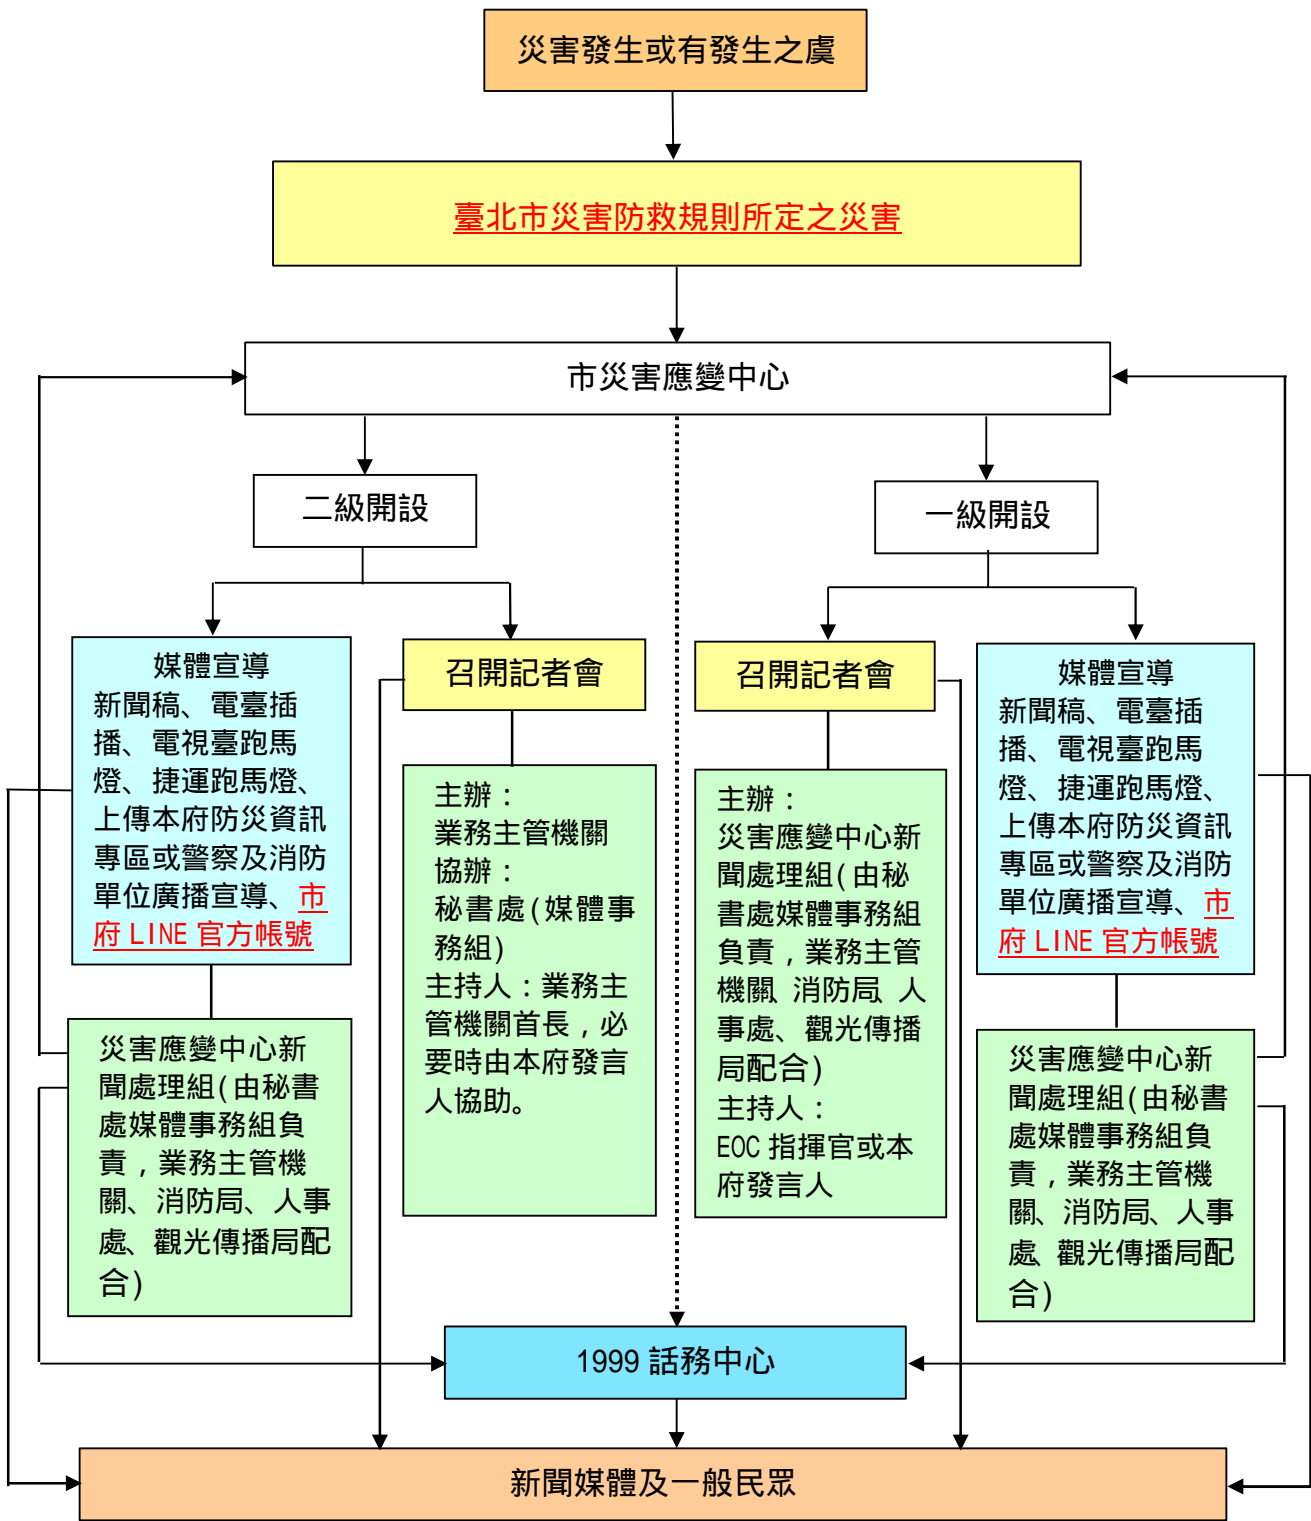 災害發生或有發生之虞
臺北市災害防救規則所定之災害
市災害應變中心
二級開設
一級開設
媒體宣導
新聞稿、電臺插
播、電視臺跑馬
燈、捷運跑馬燈、
上傳本府防災資訊
專區或警察及消防
單位廣播宣導、市
府 LINE 官方帳號
召開記者會
召開記者會
媒體宣導
新聞稿、電臺插
播、電視臺跑馬
燈、捷運跑馬燈、
上傳本府防災資訊
專區或警察及消防
單位廣播宣導、市
府 LINE 官方帳號
主辦：
業務主管機關
協辦：
秘書處(媒體事
務組)
主持人：業務主
管機關首長，必
要時由本府發言
人協助。
主辦：
災害應變中心新
聞處理組(由秘
書處媒體事務組
負責，業務主管
機關、消防局、人
事處、觀光傳播
局配合)
主持人：
EOC 指揮官或本
府發言人
災害應變中心新
聞處理組(由秘書
處媒體事務組負
責，業務主管機
關、消防局、人事
處、觀光傳播局配
合)
災害應變中心新
聞處理組(由秘書
處媒體事務組負
責，業務主管機
關、消防局、人事
處、觀光傳播局配
合)
1999 話務中心
新聞媒體及一般民眾